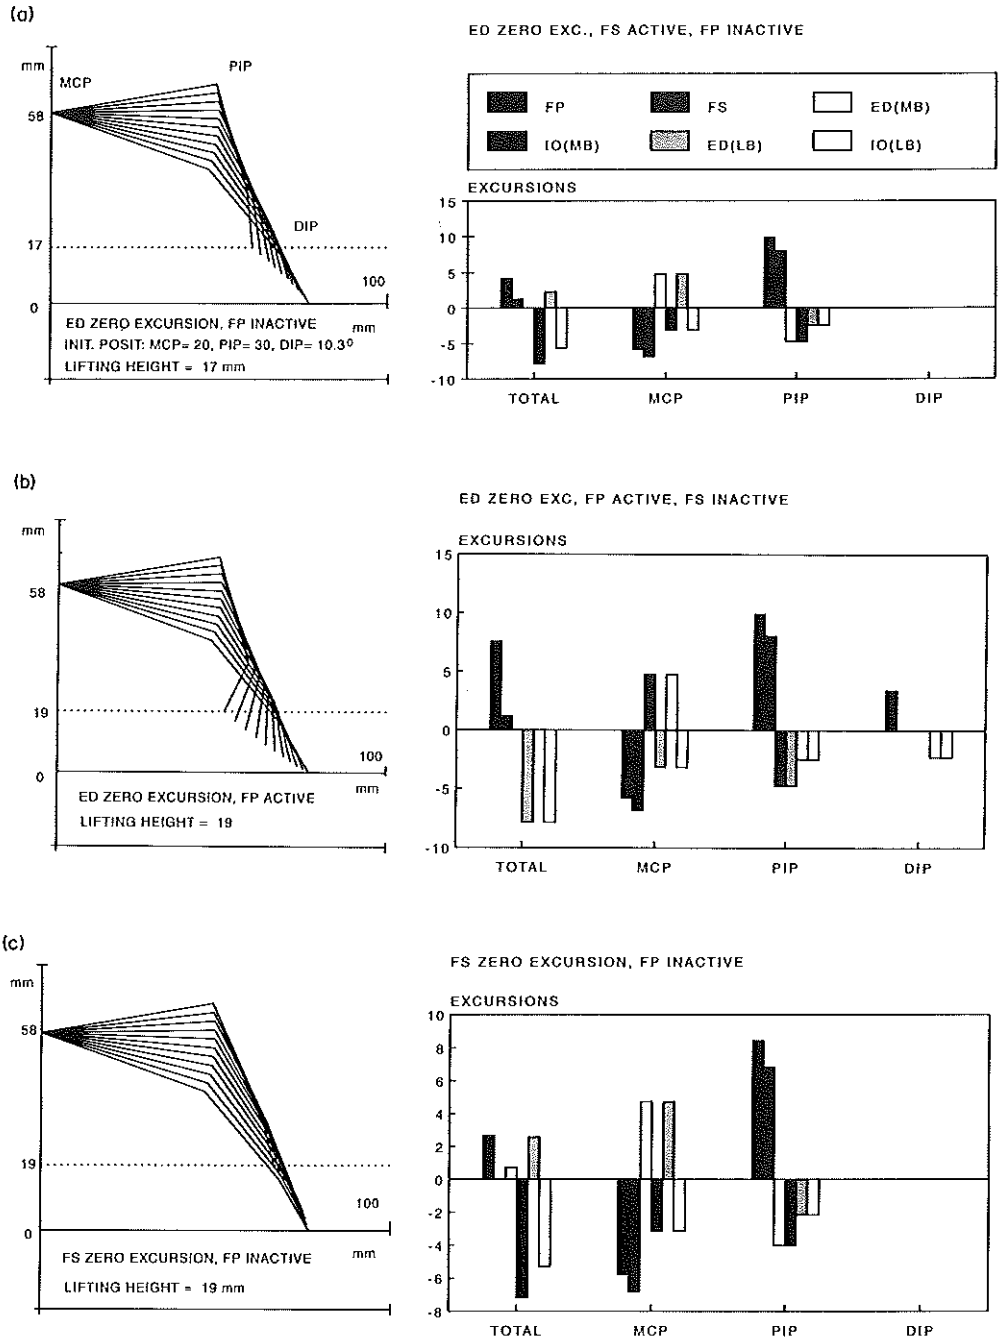 (a)
mm
MCP
PIP
58
DIP
17
100
0
mm
ED ZERO EXCURSION, FP INACTIVE
INIT. POSIT: MCP= 20, PIP= 30, DIP= 10.3⁰
LIFTING HEIGHT = 17 mm
ED ZERO EXC., FS ACTIVE, FP INACTIVE
FP FS ED(MB)
IO(MB) ED(LB) IO(LB)
EXCURSIONS
15
10
5
0
-5
-10
TOTAL MCP PIP DIP
(b)
mm
58
19
100
0
mm
ED ZERO EXCURSION, FP ACTIVE
LIFTING HEIGHT = 19
ED ZERO EXC, FP ACTIVE, FS INACTIVE
EXCURSIONS
15
10
5
0
-5
-10
TOTAL MCP PIP DIP
(c)
mm
58
19
100
0
mm
FS ZERO EXCURSION, FP INACTIVE
LIFTING HEIGHT = 19 mm
FS ZERO EXCURSION, FP INACTIVE
EXCURSIONS
10
8
6
4
2
0
-2
-4
-6
-8
TOTAL MCP PIP DIP